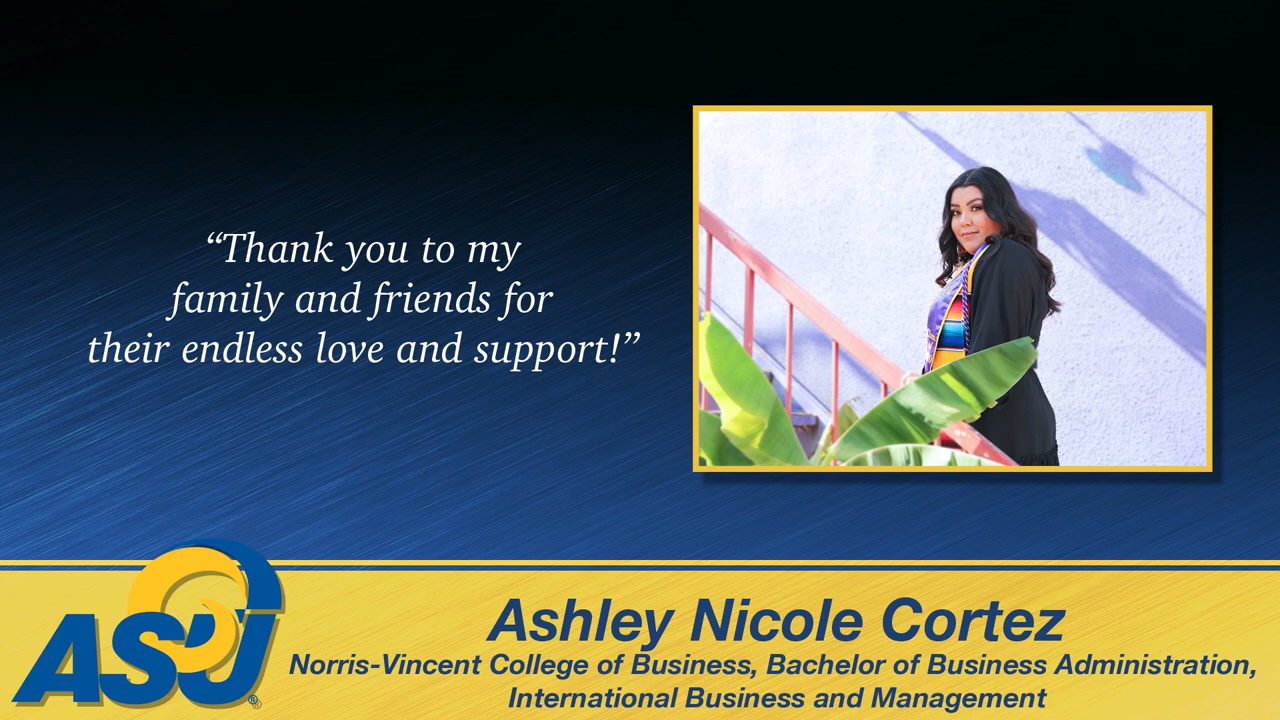 “Thank you to my
family and friends for
their endless love and support!”
ASU
®
Ashley Nicole Cortez
Norris-Vincent College of Business, Bachelor of Business Administration,
International Business and Management